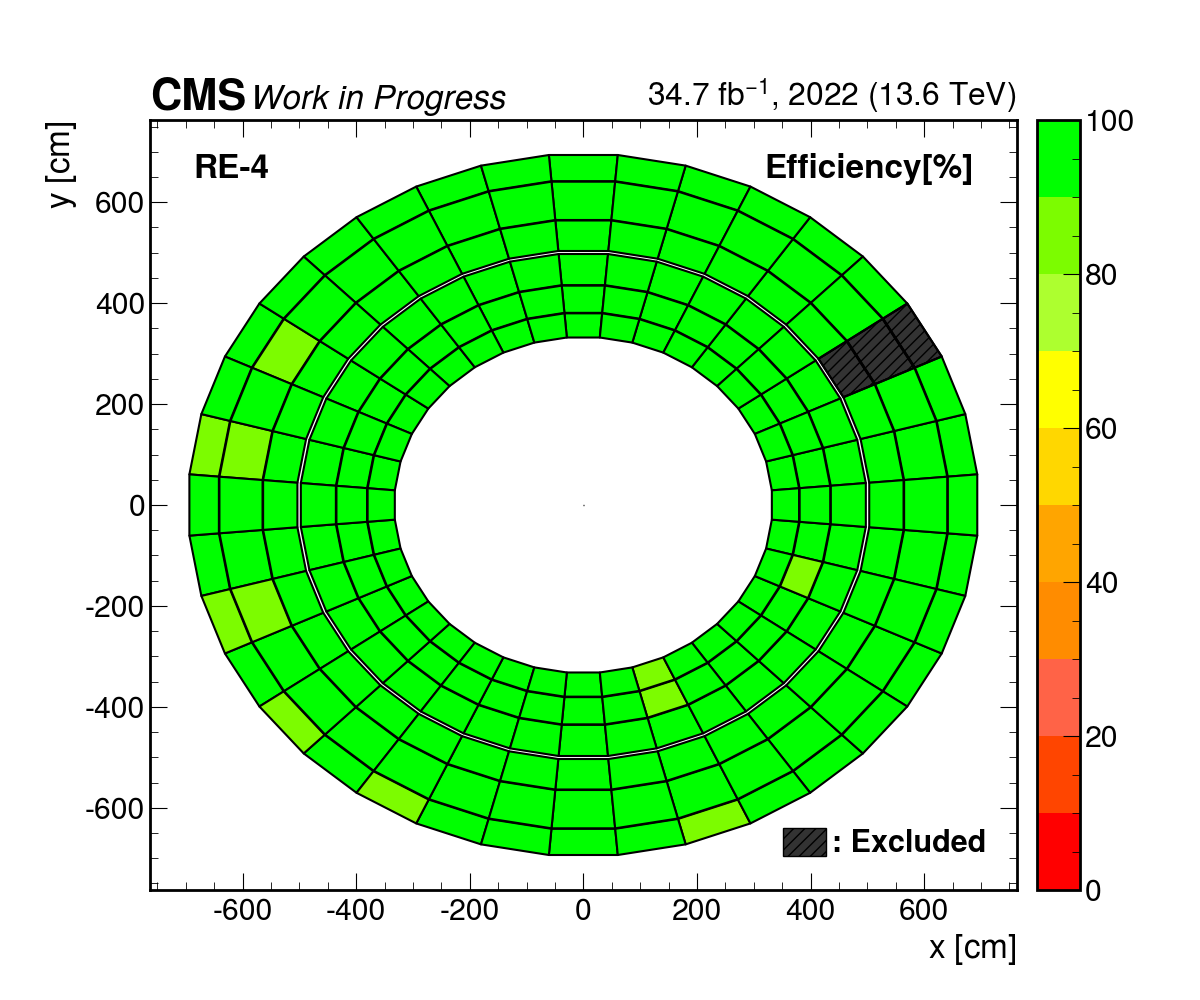 CMS Work in Progress 34.7 fb⁻¹, 2022 (13.6 TeV)
y [cm]
RE-4 Efficiency[%]
600
400
200
0
-200
-400
-600
: Excluded
-600 -400 -200 0 200 400 600
x [cm]
100
80
60
40
20
0